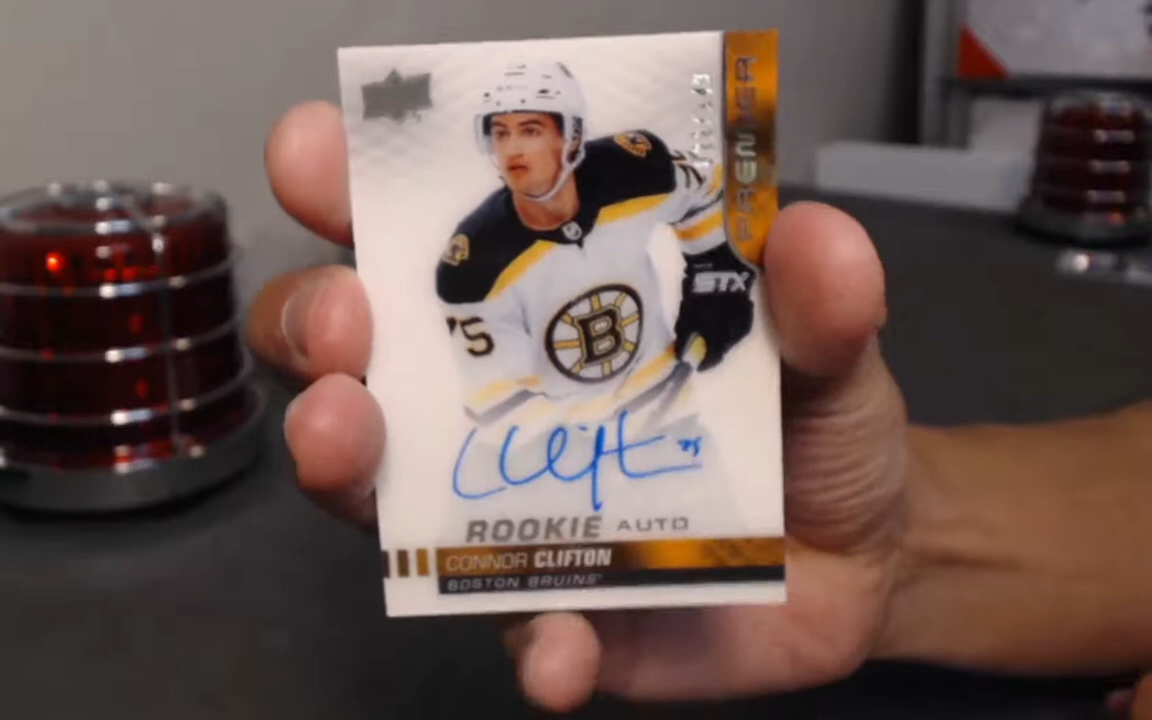 PREMIER
75
B
STX
ROOKIE AUTO
CONNOR CLIFTON
BOSTON BRUINS